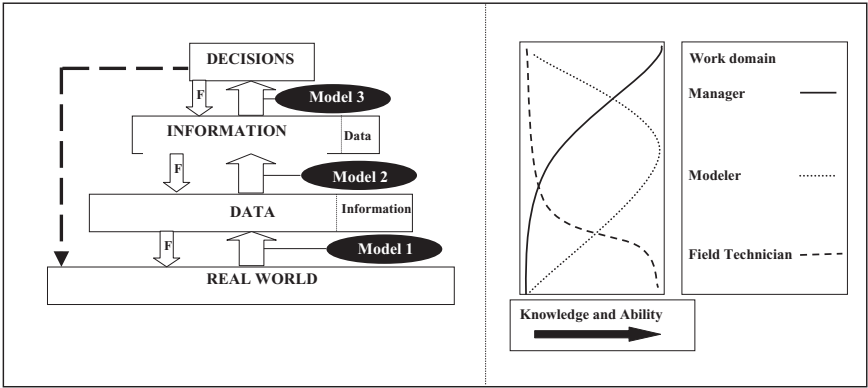 DECISIONS
F
Model 3
INFORMATION
Data
F
Model 2
DATA
Information
F
Model 1
REAL WORLD
Work domain
Manager
Modeler
Field Technician
Knowledge and Ability